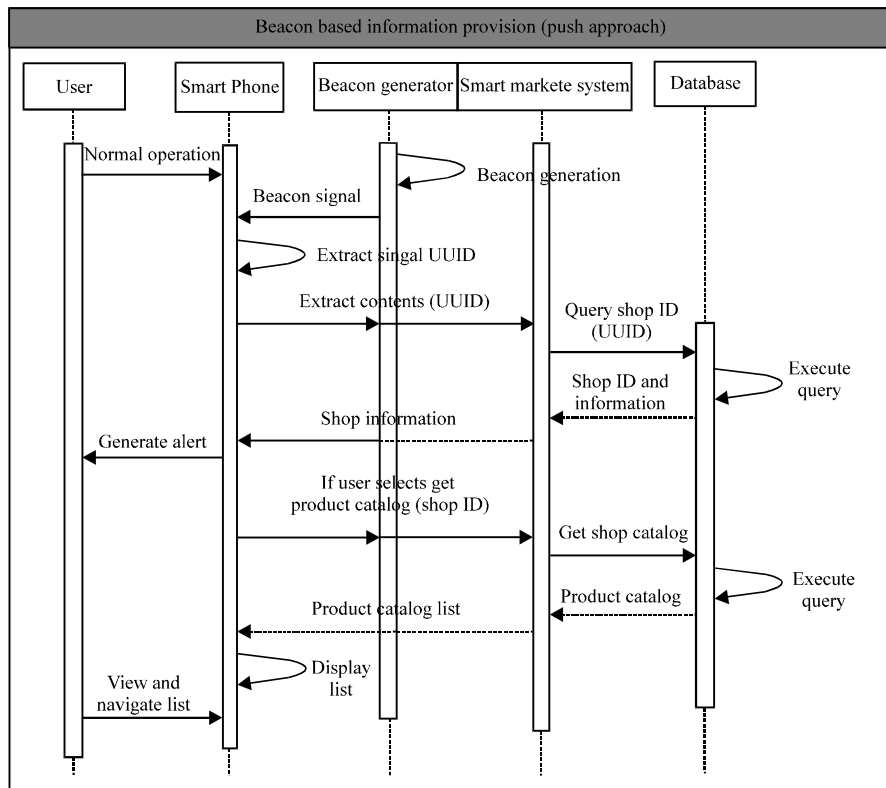 Beacon based information provision (push approach)
User
Smart Phone
Beacon generator
Smart markete system
Database
Normal operation
Beacon generation
Beacon signal
Extract singal UUID
Extract contents (UUID)
Query shop ID
(UUID)
Execute
query
Shop ID and
information
Shop information
Generate alert
If user selects get
product catalog (shop ID)
Get shop catalog
Execute
query
Product catalog
Product catalog list
Display
list
View and
navigate list